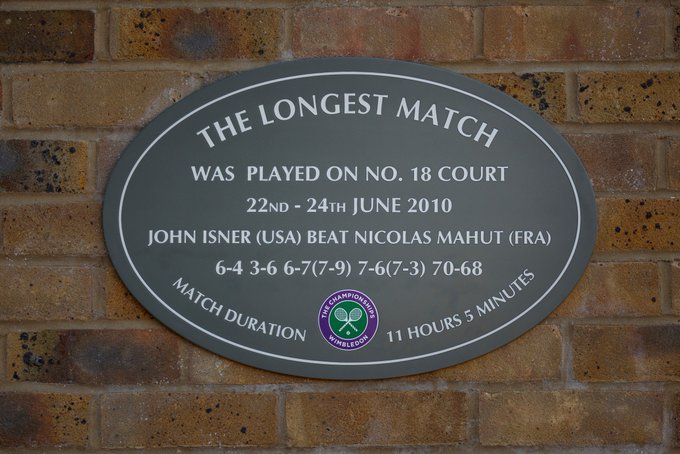 THE LONGEST MATCH
WAS PLAYED ON NO. 18 COURT
22ND - 24TH JUNE 2010
JOHN ISNER (USA) BEAT NICOLAS MAHUT (FRA)
6-4 3-6 6-7(7-9) 7-6(7-3) 70-68
MATCH DURATION 11 HOURS 5 MINUTES
THE CHAMPIONSHIPS
WIMBLEDON